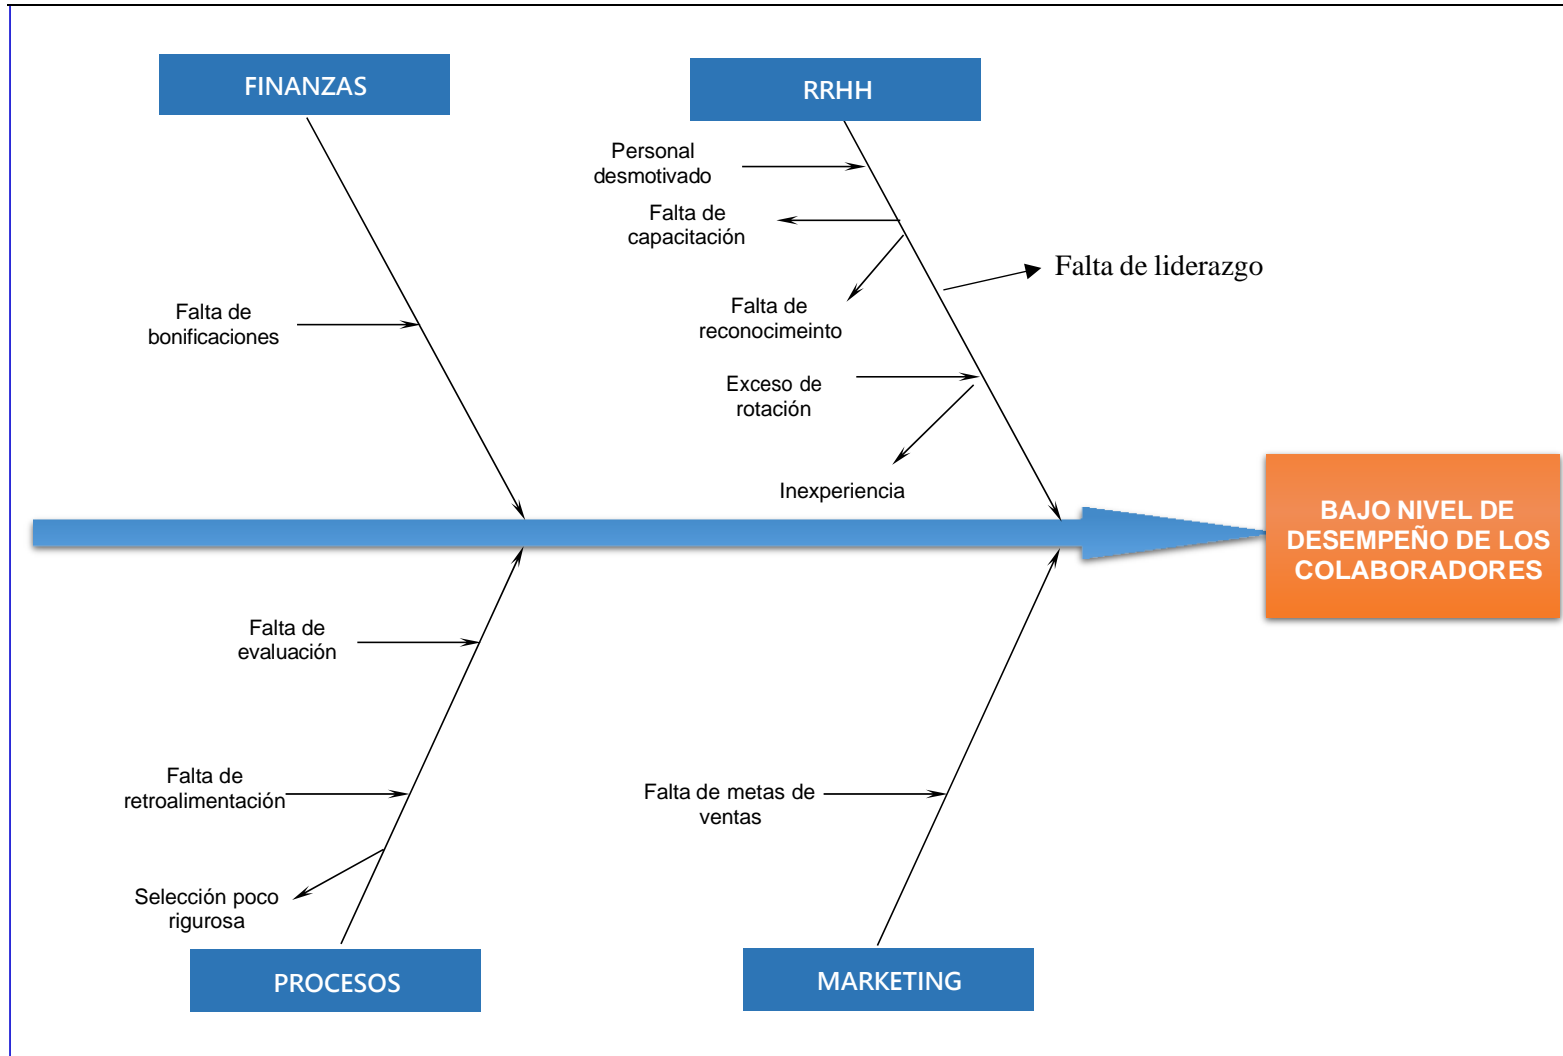 FINANZAS
RRHH
Personal
desmotivado
Falta de
capacitación
Falta de liderazgo
Falta de
bonificaciones
Falta de
reconocimeinto
Exceso de
rotación
Inexperiencia
BAJO NIVEL DE
DESEMPEÑO DE LOS
COLABORADORES
Falta de
evaluación
Falta de
retroalimentación
Falta de metas de
ventas
Selección poco
rigurosa
PROCESOS
MARKETING